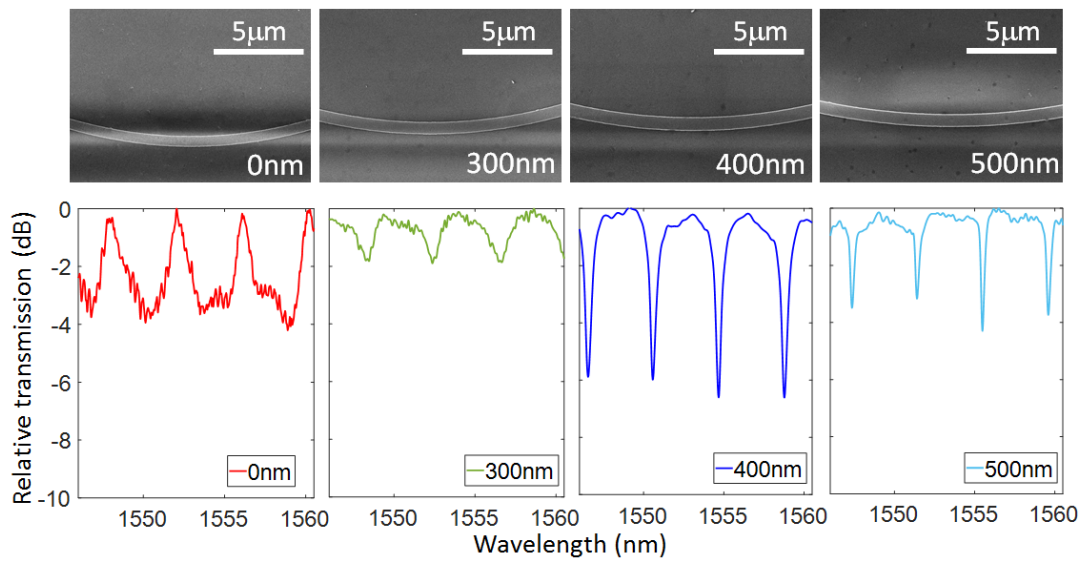 5μm 5μm 5μm 5μm
0nm 300nm 400nm 500nm
Relative transmission (dB)
0
-2
-4
-6
-8
-10
0nm 300nm 400nm 500nm
1550 1555 1560 1550 1555 1560 1550 1555 1560 1550 1555 1560
Wavelength (nm)